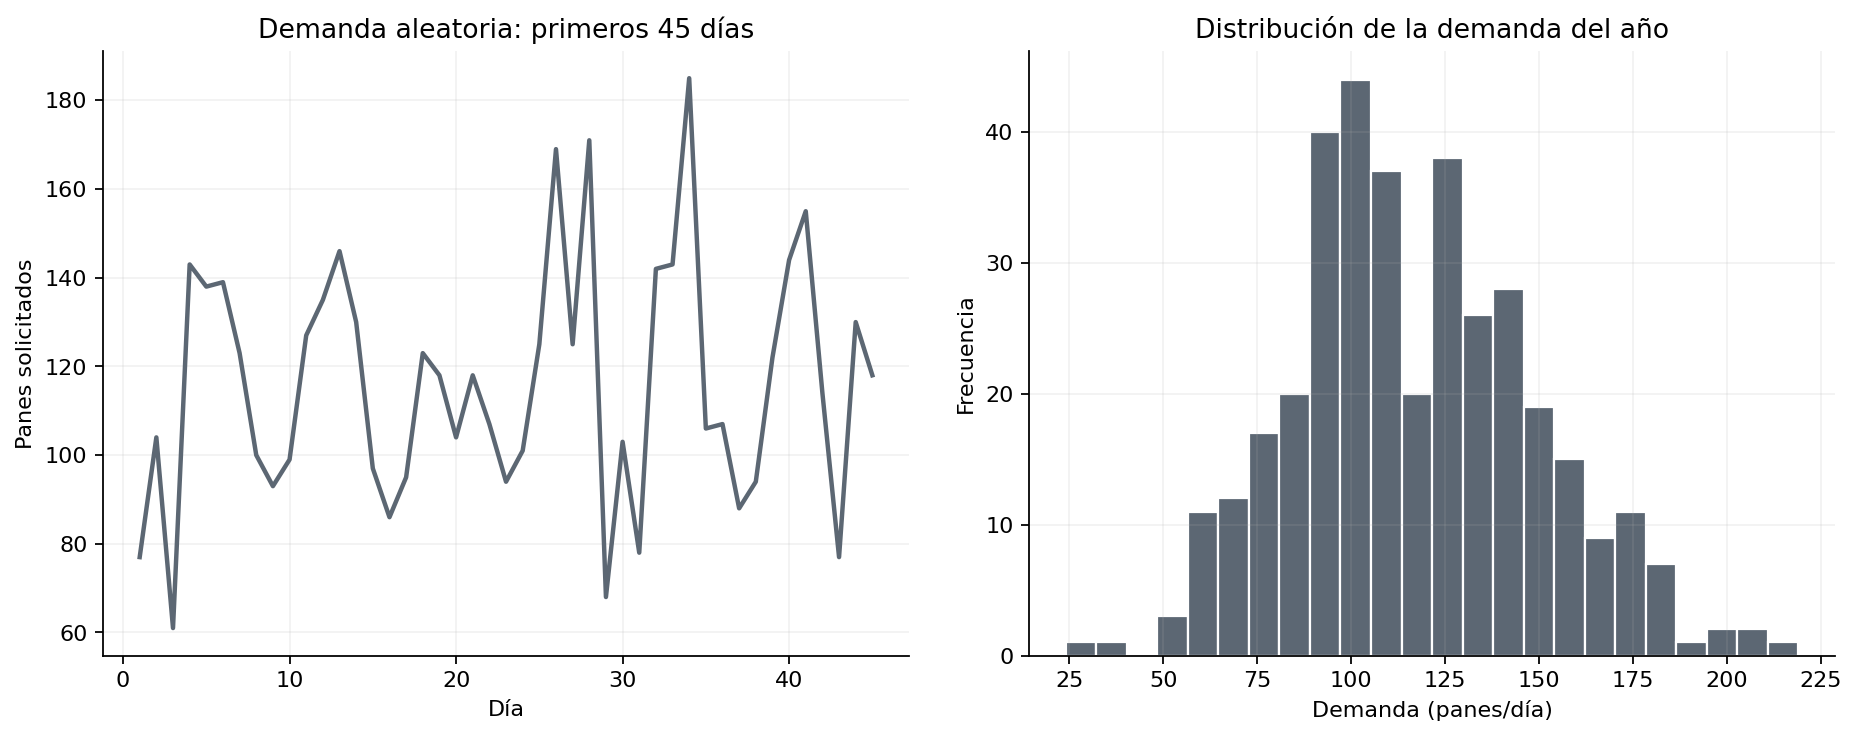 Demanda aleatoria: primeros 45 días
Panes solicitados
180
160
140
120
100
80
60
0 10 20 30 40
Día
Distribución de la demanda del año
Frecuencia
40
30
20
10
0
25 50 75 100 125 150 175 200 225
Demanda (panes/día)